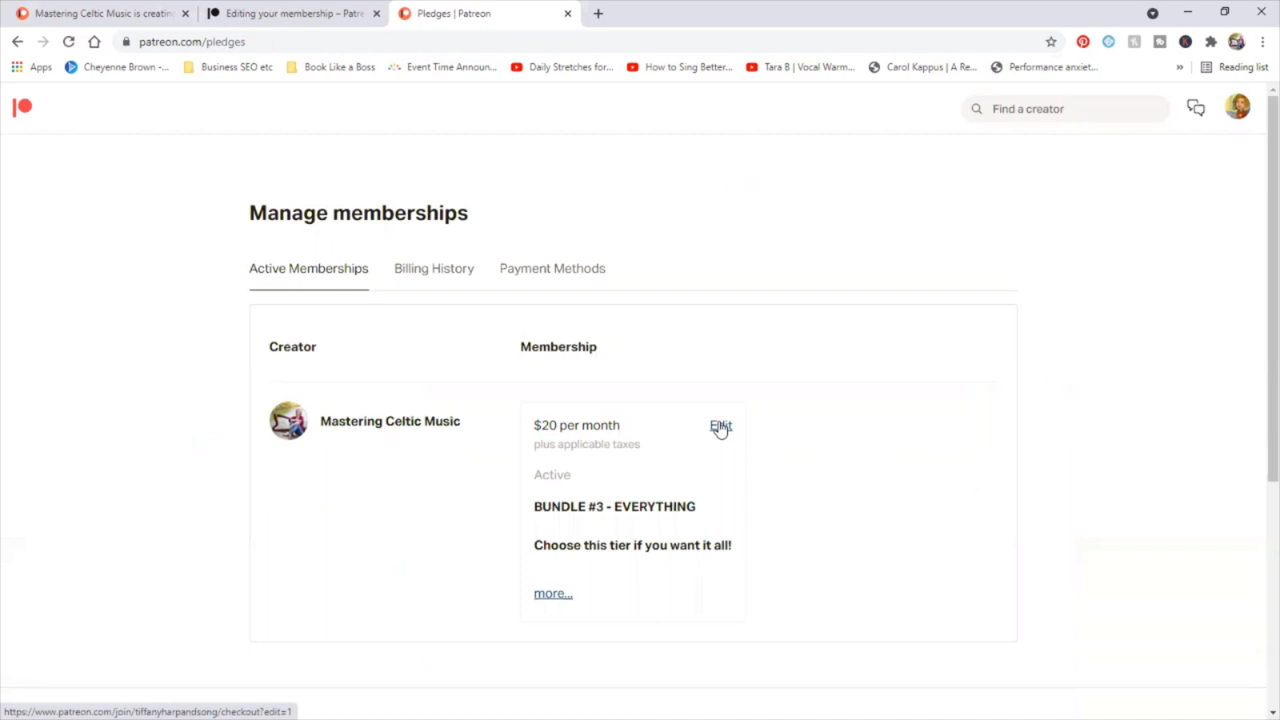 Mastering Celtic Music is creatin
Editing your membership – Patre
Pledges | Patreon
patreon.com/pledges
Apps
Cheyenne Brown -...
Business SEO etc
Book Like a Boss
Event Time Announ...
Daily Stretches for...
How to Sing Better...
Tara B | Vocal Warm...
Carol Kappus | A Re...
Performance anxiet...
»
Reading list
Find a creator
Manage memberships
Active Memberships
Billing History
Payment Methods
Creator
Membership
Mastering Celtic Music
$20 per month
Edit
plus applicable taxes
Active
BUNDLE #3 - EVERYTHING
Choose this tier if you want it all!
more...
https://www.patreon.com/join/tiffanyharpandsong/checkout?edit=1